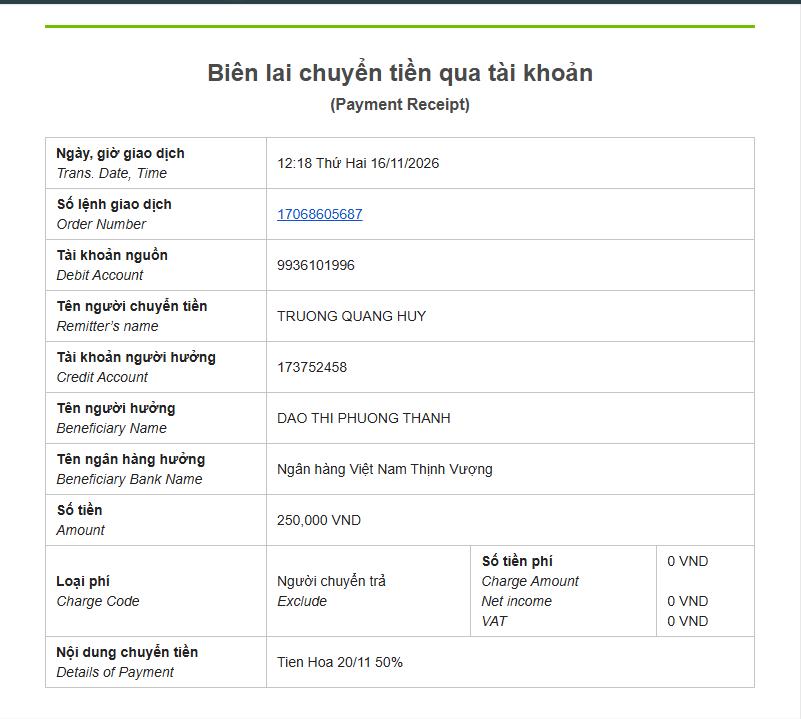 Biên lai chuyển tiền qua tài khoản
(Payment Receipt)
Ngày, giờ giao dịch
Trans. Date, Time
12:18 Thứ Hai 16/11/2026
Số lệnh giao dịch
Order Number
17068605687
Tài khoản nguồn
Debit Account
9936101996
Tên người chuyển tiền
Remitter's name
TRUONG QUANG HUY
Tài khoản người hưởng
Credit Account
173752458
Tên người hưởng
Beneficiary Name
DAO THI PHUONG THANH
Tên ngân hàng hưởng
Beneficiary Bank Name
Ngân hàng Việt Nam Thịnh Vượng
Số tiền
Amount
250,000 VND
Loại phí
Charge Code
Người chuyển trả
Exclude
Số tiền phí
Charge Amount
Net income
VAT
0 VND
0 VND
0 VND
Nội dung chuyển tiền
Details of Payment
Tien Hoa 20/11 50%